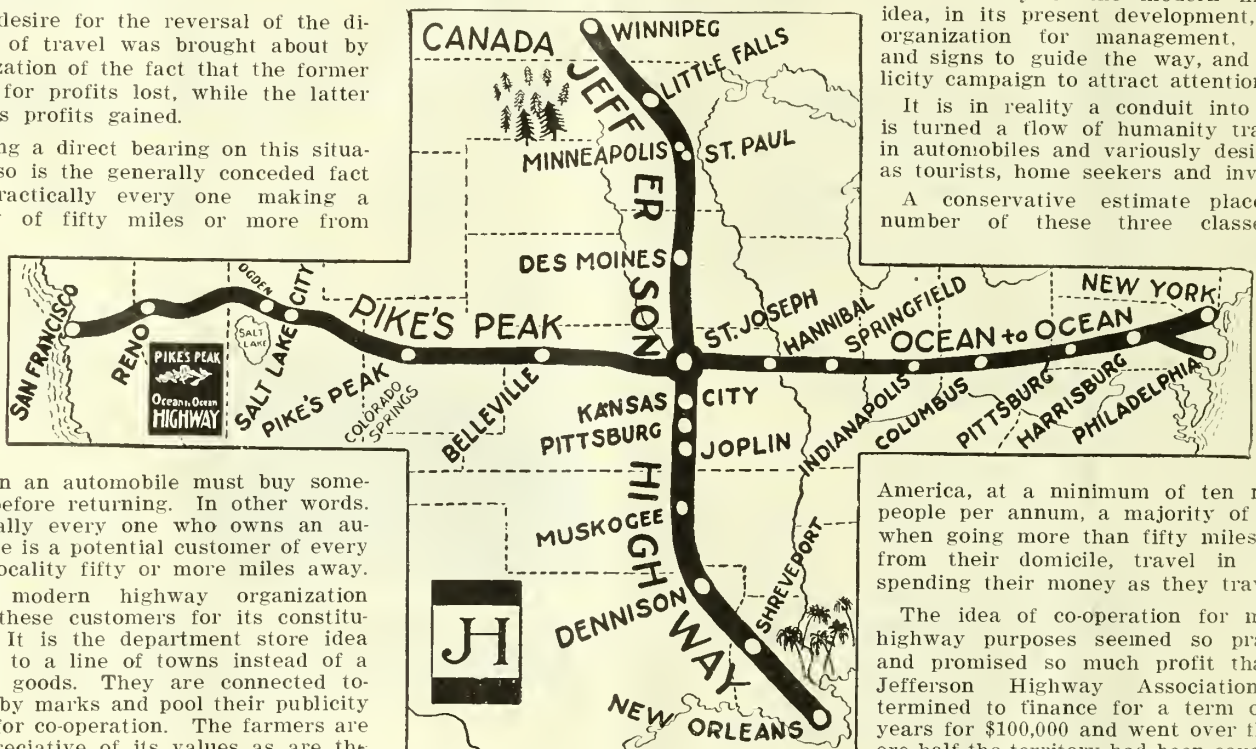 desire for the reversal of the di-
of travel was brought about by
zation of the fact that the former
for profits lost, while the latter
s profits gained.
ng a direct bearing on this situa-
so is the generally conceded fact
ractically every one making a
of fifty miles or more from
n an automobile must buy some-
before returning. In other words.
ally every one who owns an au-
e is a potential customer of every
ocality fifty or more miles away.
modern highway organization
these customers for its constitu-
It is the department store idea
to a line of towns instead of a
goods. They are connected to-
by marks and pool their publicity
for co-operation. The farmers are
reciative of its values as are the
CANADA
WINNIPEG
LITTLE FALLS
MINNEAPOLIS
ST. PAUL
JEFFERSON HIGHWAY
DES MOINES
SAN FRANCISCO
RENO
OGDEN
SALT LAKE
SALT LAKE CITY
PIKE'S PEAK
Ocean to Ocean
HIGHWAY
PIKE'S PEAK
PIKE'S PEAK
COLORADO
SPRINGS
BELLEVILLE
ST. JOSEPH
HANNIBAL
SPRINGFIELD
OCEAN to OCEAN
NEW YORK
INDIANAPOLIS
COLUMBUS
PITTSBURG
HARRISBURG
PHILADELPHIA
KANSAS CITY
PITTSBURG
JOPLIN
MUSKOGEE
DENNISON
SHREVEPORT
JH
NEW ORLEANS
idea, in its present development,
organization for management,
and signs to guide the way, and
licity campaign to attract attention
It is in reality a conduit into
is turned a flow of humanity tra
in automobiles and variously desi
as tourists, home seekers and inv
A conservative estimate plac
number of these three classe
America, at a minimum of ten m
people per annum, a majority of
when going more than fifty miles
from their domicile, travel in
spending their money as they tra
The idea of co-operation for m
highway purposes seemed so pra
and promised so much profit tha
Jefferson Highway Association
termined to finance for a term o
years for $100,000 and went over t